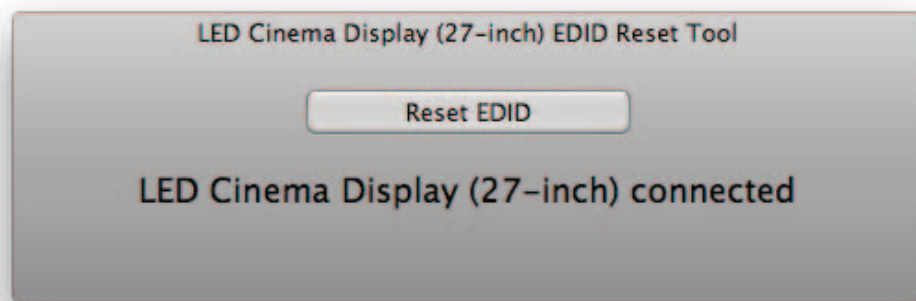 LED Cinema Display (27-inch) EDID Reset Tool
Reset EDID
LED Cinema Display (27-inch) connected